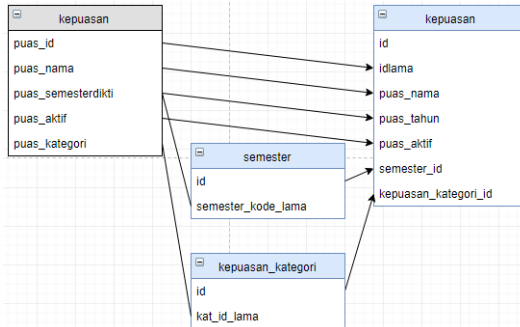 kepuasan
puas_id
puas_nama
puas_semesterdikti
puas_aktif
puas_kategori
semester
id
semester_kode_lama
kepuasan_kategori
id
kat_id_lama
kepuasan
id
idlama
puas_nama
puas_tahun
puas_aktif
semester_id
kepuasan_kategori_id